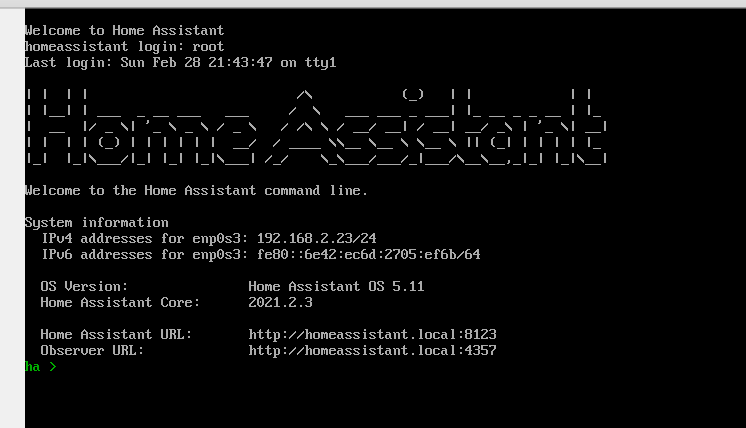 Welcome to Home Assistant
homeassistant login: root
Last login: Sun Feb 28 21:43:47 on tty1
Home Assistant
Welcome to the Home Assistant command line.
System information
IPv4 addresses for enp0s3: 192.168.2.23/24
IPv6 addresses for enp0s3: fe80::6e42:ec6d:2705:ef6b/64
OS Version: Home Assistant OS 5.11
Home Assistant Core: 2021.2.3
Home Assistant URL: http://homeassistant.local:8123
Observer URL: http://homeassistant.local:4357
ha >